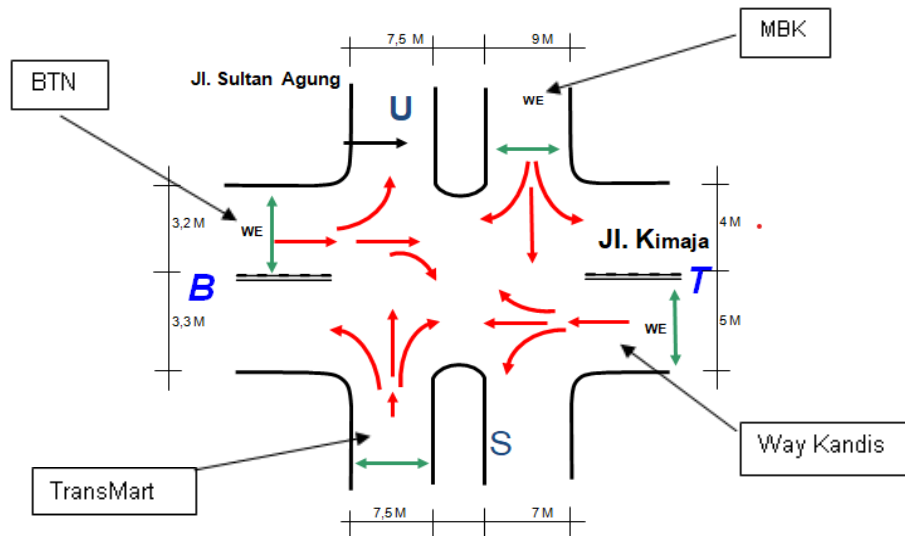 7,5 M
9 M
MBK
BTN
Jl. Sultan Agung
U
WE
3,2 M
WE
4 M
Jl. Kimaja
B
T
3,3 M
WE
5 M
S
Way Kandis
TransMart
7,5 M
7 M